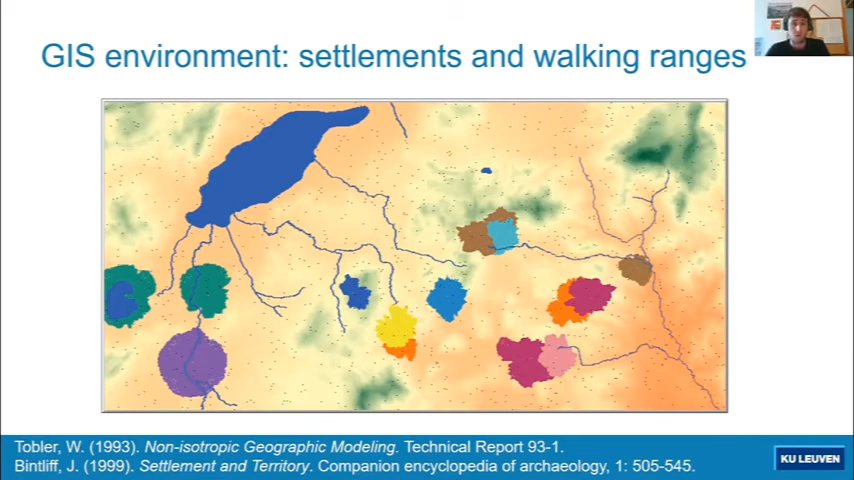 GIS environment: settlements and walking ranges
Tobler, W. (1993). Non-isotropic Geographic Modeling. Technical Report 93-1.
Bintliff, J. (1999). Settlement and Territory. Companion encyclopedia of archaeology, 1: 505-545.
KU LEUVEN